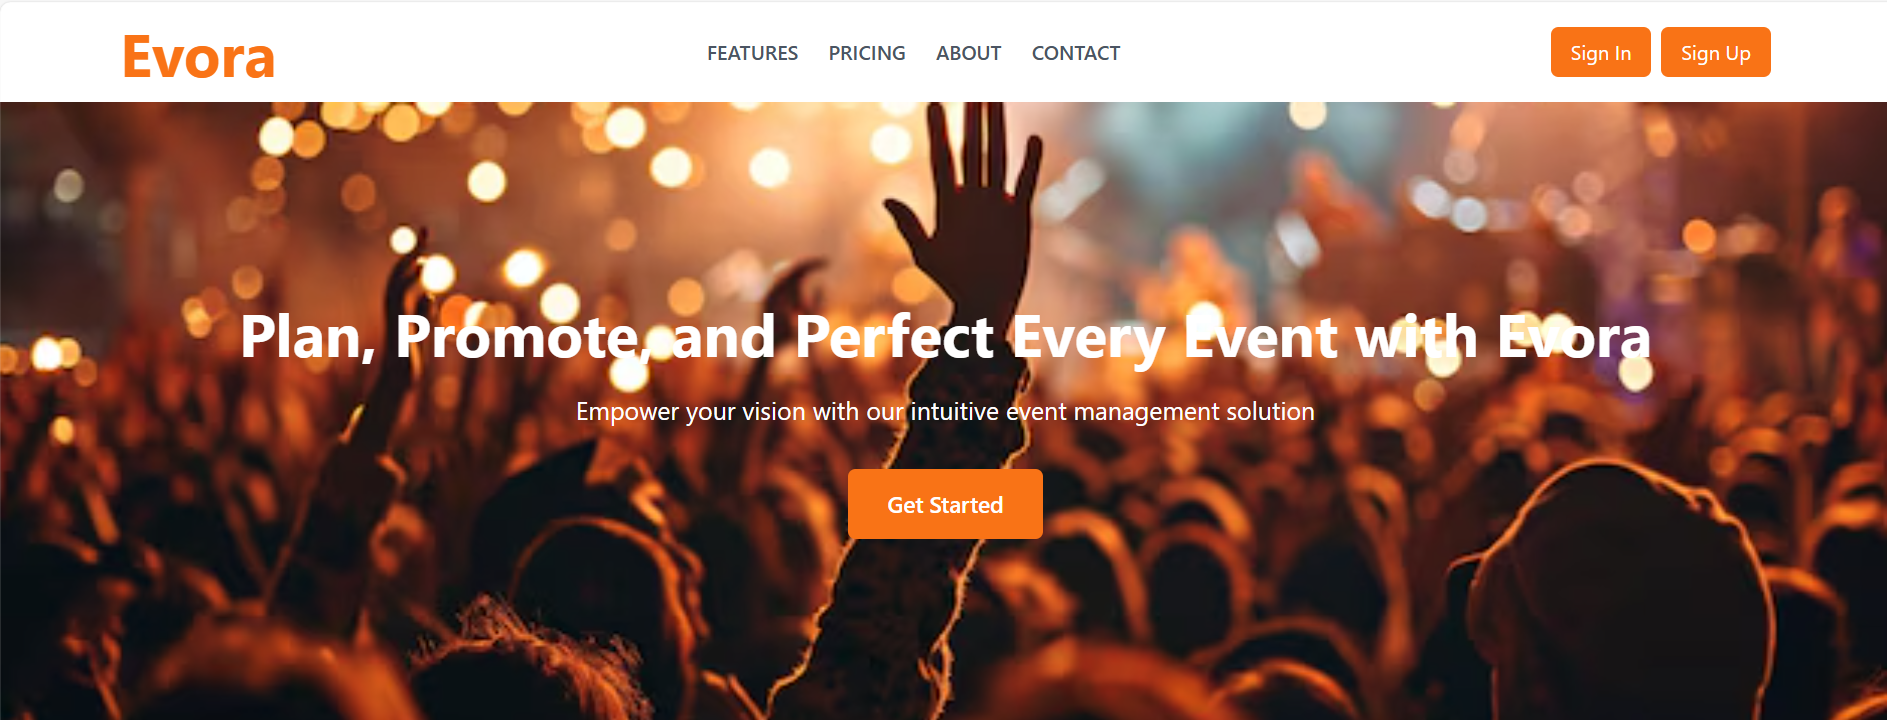 Evora
FEATURES PRICING ABOUT CONTACT
Sign In Sign Up
Plan, Promote, and Perfect Every Event with Evora
Empower your vision with our intuitive event management solution
Get Started